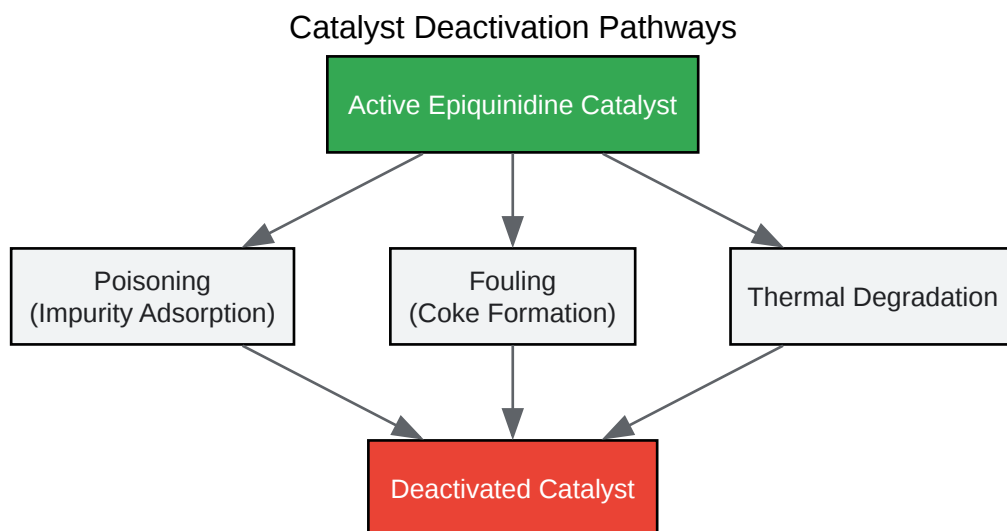 Catalyst Deactivation Pathways
Active Epiquinidine Catalyst
Poisoning
(Impurity Adsorption)
Fouling
(Coke Formation)
Thermal Degradation
Deactivated Catalyst